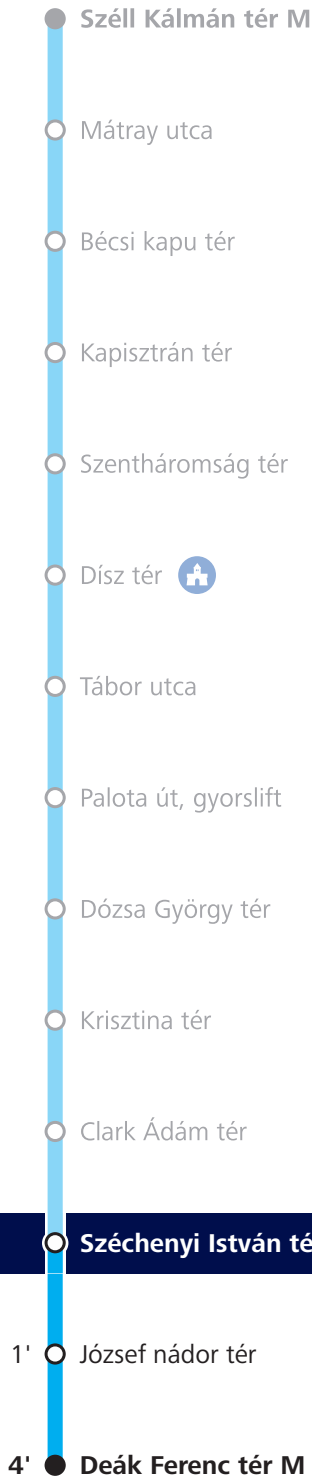 Széll Kálmán tér M
Mátray utca
Bécsi kapu tér
Kapisztrán tér
Szentháromság tér
Dísz tér
Tábor utca
Palota út, gyorslift
Dózsa György tér
Krisztina tér
Clark Ádám tér
Széchenyi István té
1' József nádor tér
4' Deák Ferenc tér M